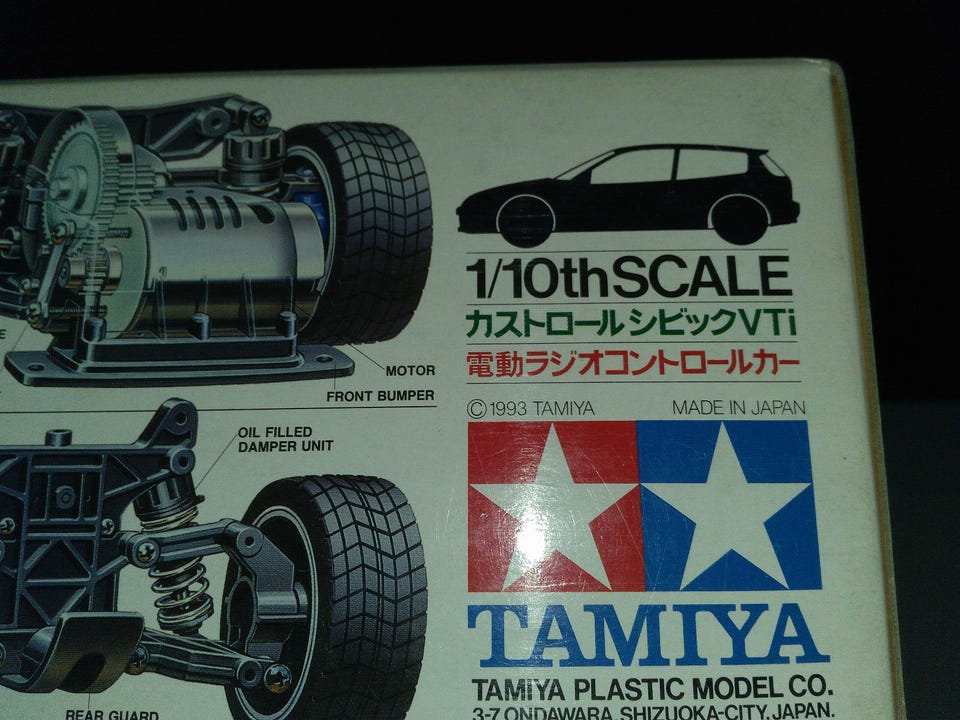 1/10th SCALE
カストロールシビックVTi
電動ラジオコントロールカー
© 1993 TAMIYA MADE IN JAPAN
TAMIYA
TAMIYA PLASTIC MODEL CO.
3-7 ONDAWARA, SHIZUOKA-CITY, JAPAN.
MOTOR
FRONT BUMPER
OIL FILLED
DAMPER UNIT
REAR GUARD